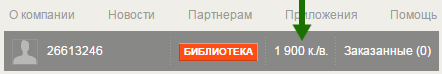 О компании Новости Партнерам Приложения Помощь
26613246 БИБЛИОТЕКА 1 900 к./в. Заказанные (0)